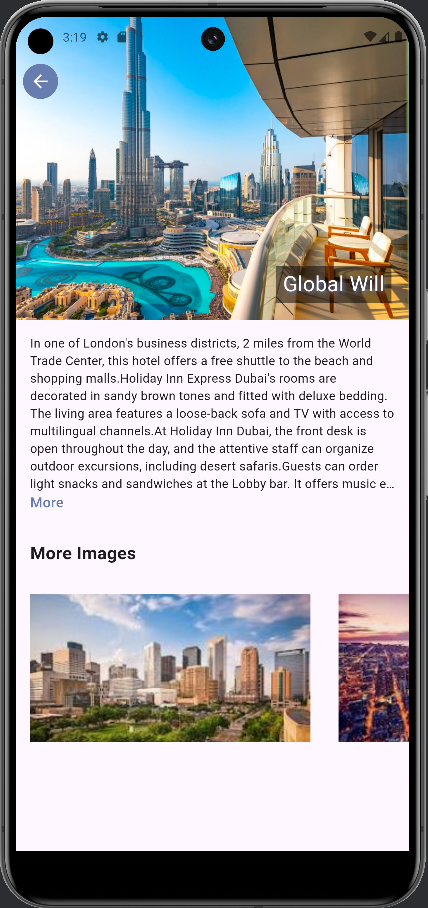 3:19
Global Will
In one of London's business districts, 2 miles from the World
Trade Center, this hotel offers a free shuttle to the beach and
shopping malls.Holiday Inn Express Dubai's rooms are
decorated in sandy brown tones and fitted with deluxe bedding.
The living area features a loose-back sofa and TV with access to
multilingual channels.At Holiday Inn Dubai, the front desk is
open throughout the day, and the attentive staff can organize
outdoor excursions, including desert safaris.Guests can order
light snacks and sandwiches at the Lobby bar. It offers music e…
More
More Images